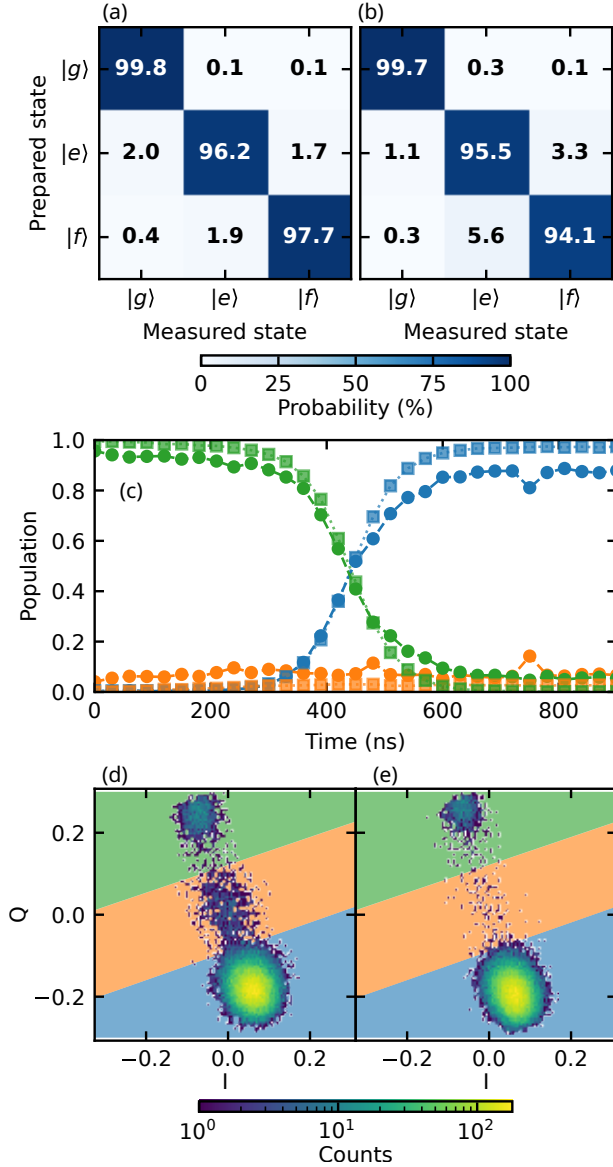 (a)
(b)
Prepared state
|g⟩
99.8 0.1 0.1
99.7 0.3 0.1
|e⟩
2.0 96.2 1.7
1.1 95.5 3.3
|f⟩
0.4 1.9 97.7
0.3 5.6 94.1
|g⟩ |e⟩ |f⟩
|g⟩ |e⟩ |f⟩
Measured state
Measured state
0 25 50 75 100
Probability (%)
1.0
0.8
0.6
0.4
0.2
0.0
Population
(c)
0 200 400 600 800
Time (ns)
(d)
(e)
0.2
0.0
−0.2
Q
−0.2 0.0 0.2
−0.2 0.0 0.2
I
I
10⁰ 10¹ 10²
Counts